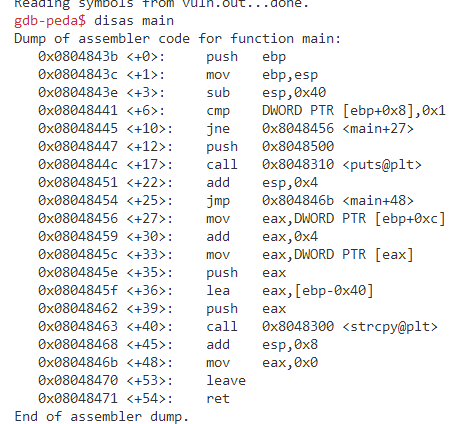 Reading symbols from vuln.out...done.
gdb-peda$ disas main
Dump of assembler code for function main:
   0x0804843b <+0>:     push   ebp
   0x0804843c <+1>:     mov    ebp,esp
   0x0804843e <+3>:     sub    esp,0x40
   0x08048441 <+6>:     cmp    DWORD PTR [ebp+0x8],0x1
   0x08048445 <+10>:    jne    0x8048456 <main+27>
   0x08048447 <+12>:    push   0x8048500
   0x0804844c <+17>:    call   0x8048310 <puts@plt>
   0x08048451 <+22>:    add    esp,0x4
   0x08048454 <+25>:    jmp    0x804846b <main+48>
   0x08048456 <+27>:    mov    eax,DWORD PTR [ebp+0xc]
   0x08048459 <+30>:    add    eax,0x4
   0x0804845c <+33>:    mov    eax,DWORD PTR [eax]
   0x0804845e <+35>:    push   eax
   0x0804845f <+36>:    lea    eax,[ebp-0x40]
   0x08048462 <+39>:    push   eax
   0x08048463 <+40>:    call   0x8048300 <strcpy@plt>
   0x08048468 <+45>:    add    esp,0x8
   0x0804846b <+48>:    mov    eax,0x0
   0x08048470 <+53>:    leave
   0x08048471 <+54>:    ret
End of assembler dump.